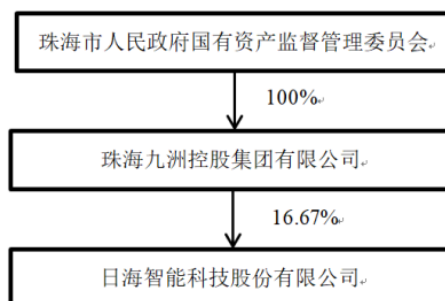 珠海市人民政府国有资产监督管理委员会
100%
珠海九洲控股集团有限公司
16.67%
日海智能科技股份有限公司